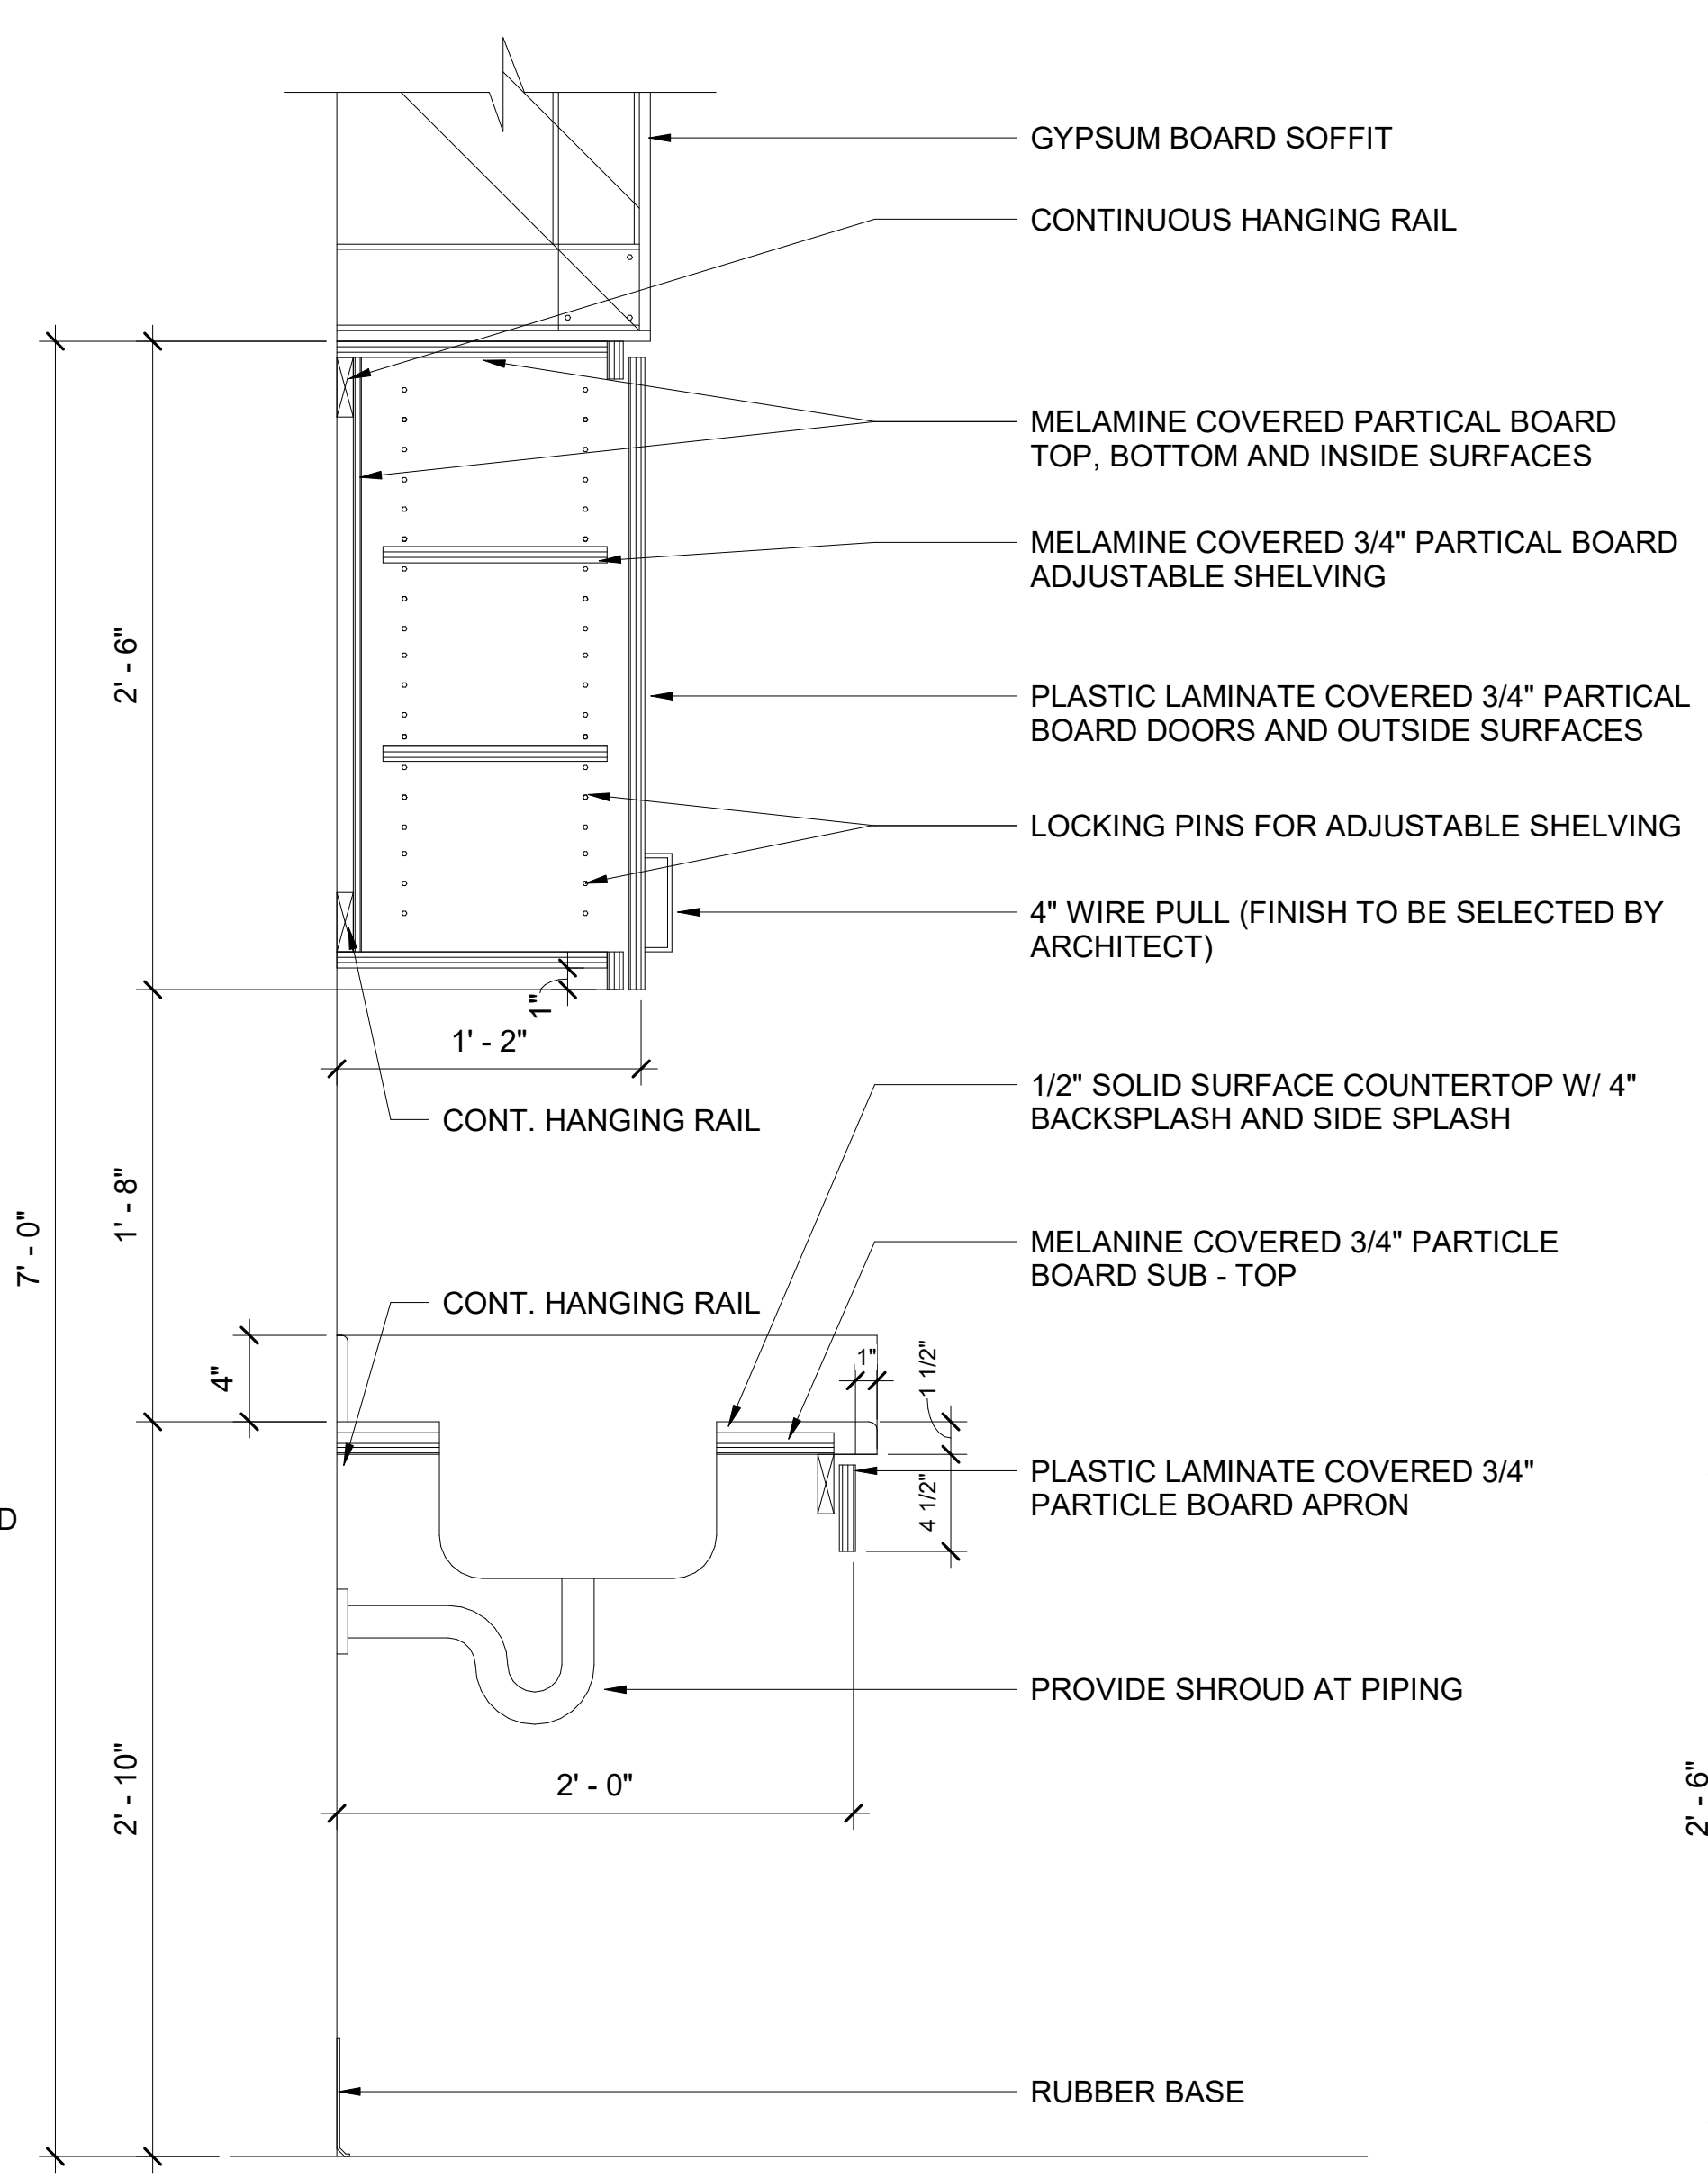 GYPSUM BOARD SOFFIT
CONTINUOUS HANGING RAIL
MELAMINE COVERED PARTICAL BOARD
TOP, BOTTOM AND INSIDE SURFACES
MELAMINE COVERED 3/4" PARTICAL BOARD
ADJUSTABLE SHELVING
2' - 6"
PLASTIC LAMINATE COVERED 3/4" PARTICAL
BOARD DOORS AND OUTSIDE SURFACES
LOCKING PINS FOR ADJUSTABLE SHELVING
4" WIRE PULL (FINISH TO BE SELECTED BY
ARCHITECT)
1"
1' - 2"
1/2" SOLID SURFACE COUNTERTOP W/ 4"
BACKSPLASH AND SIDE SPLASH
CONT. HANGING RAIL
1' - 8"
7' - 0"
MELANINE COVERED 3/4" PARTICLE
BOARD SUB - TOP
CONT. HANGING RAIL
4"
1"
1 1/2"
PLASTIC LAMINATE COVERED 3/4"
PARTICLE BOARD APRON
4 1/2"
D
PROVIDE SHROUD AT PIPING
2' - 0"
2' - 10"
2' - 6"
RUBBER BASE